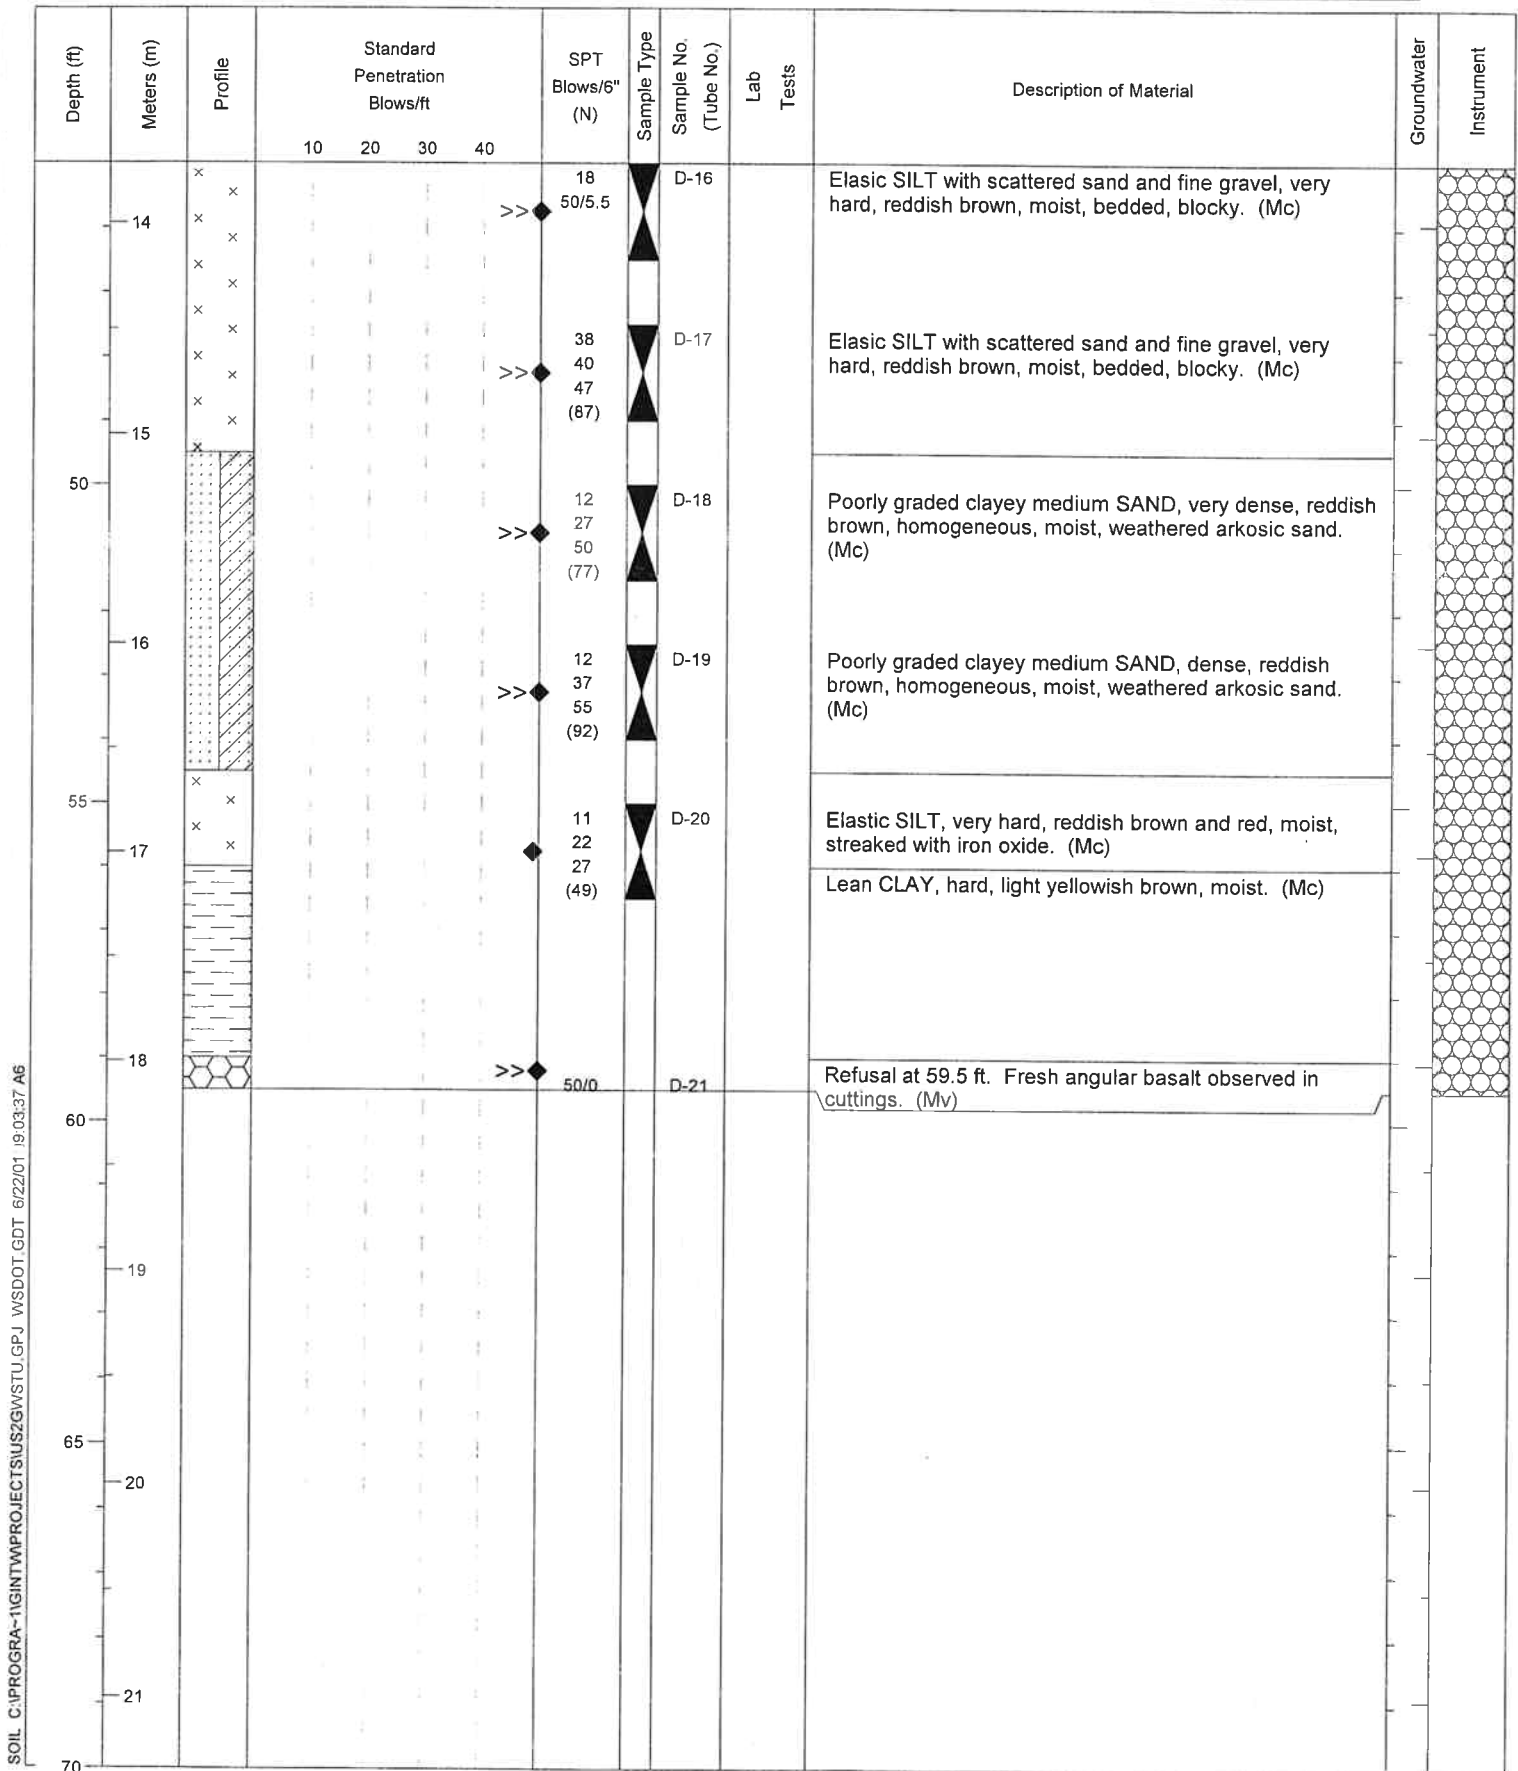 Depth (ft)
Meters (m)
Profile
Standard
Penetration
Blows/ft
10 20 30 40
SPT
Blows/6"
(N)
Sample Type
Sample No.
(Tube No.)
Lab
Tests
Description of Material
Groundwater
Instrument
14
>>
18
50/5.5
D-16
Elasic SILT with scattered sand and fine gravel, very
hard, reddish brown, moist, bedded, blocky. (Mc)
>>
38
40
47
(87)
D-17
Elasic SILT with scattered sand and fine gravel, very
hard, reddish brown, moist, bedded, blocky. (Mc)
15
50
>>
12
27
50
(77)
D-18
Poorly graded clayey medium SAND, very dense, reddish
brown, homogeneous, moist, weathered arkosic sand.
(Mc)
16
>>
12
37
55
(92)
D-19
Poorly graded clayey medium SAND, dense, reddish
brown, homogeneous, moist, weathered arkosic sand.
(Mc)
55
17
11
22
27
(49)
D-20
Elastic SILT, very hard, reddish brown and red, moist,
streaked with iron oxide. (Mc)
Lean CLAY, hard, light yellowish brown, moist. (Mc)
18
>>
50/0
D-21
Refusal at 59.5 ft. Fresh angular basalt observed in
cuttings. (Mv)
60
19
65
20
21
70
SOIL C:\PROGRA~1\GINTW\PROJECTS\US2GWSTU.GPJ WSDOT.GDT 6/22/01 19:03:37 A6